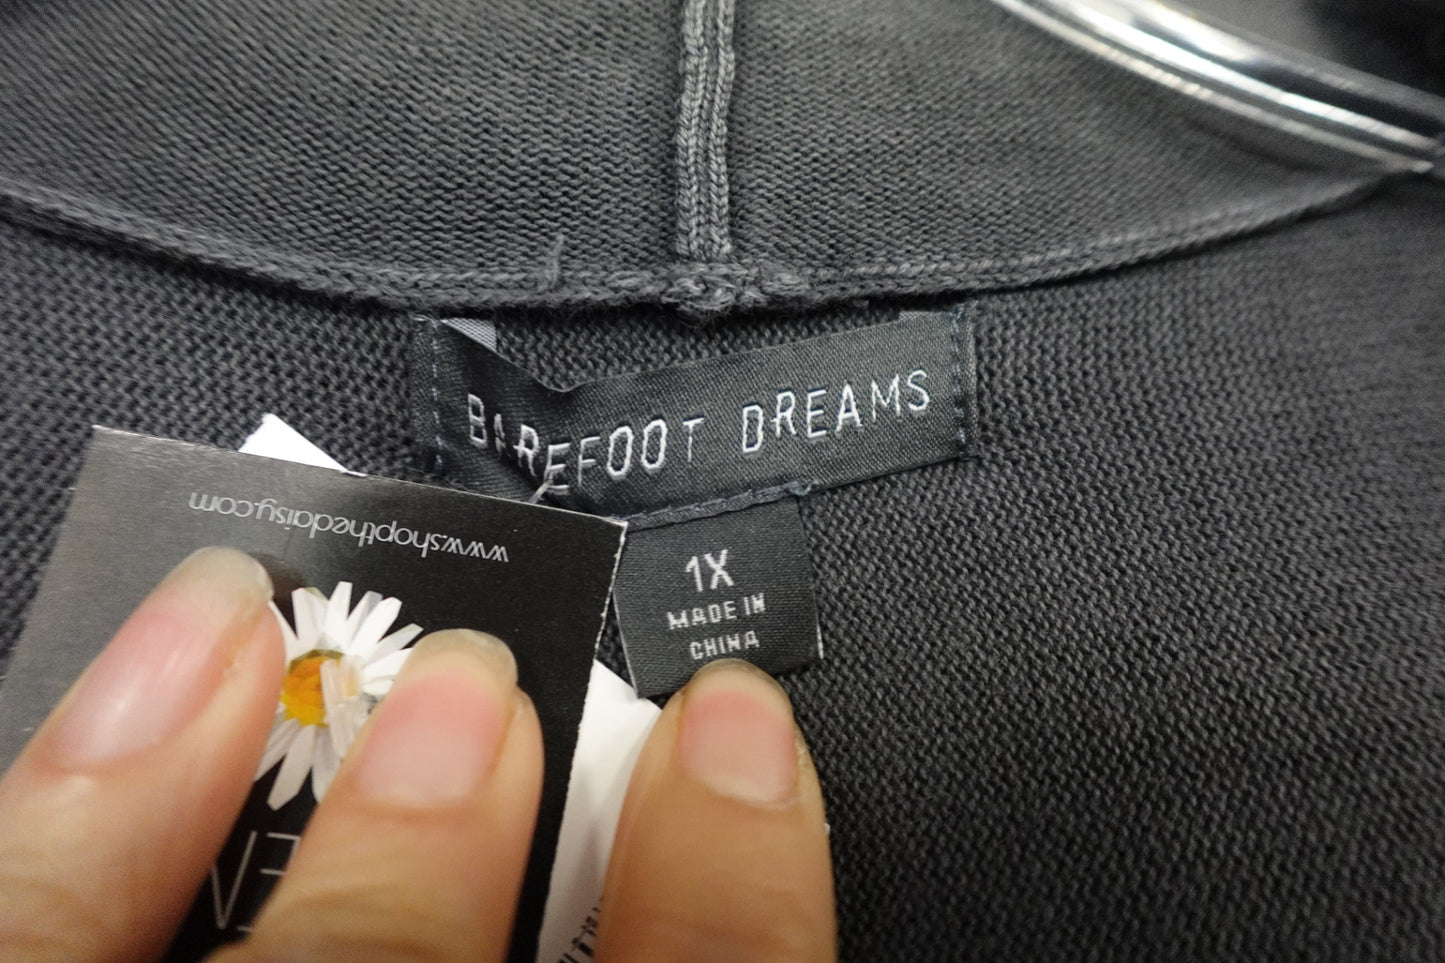 BAREFOOT DREAMS
1X
MADE IN
CHINA
www.shopthedaisy.com